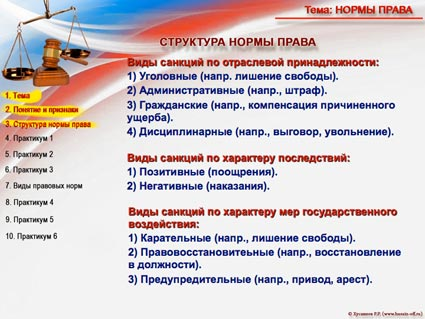 Тема: НОРМЫ ПРАВА
СТРУКТУРА НОРМЫ ПРАВА
1. Тема
2. Понятие и признаки
3. Структура нормы права
4. Практикум 1
5. Практикум 2
6. Практикум 3
7. Виды правовых норм
8. Практикум 4
9. Практикум 5
10. Практикум 6
Виды санкций по отраслевой принадлежности:
1) Уголовные (напр. лишение свободы).
2) Административные (напр., штраф).
3) Гражданские (напр., компенсация причиненного
ущерба).
4) Дисциплинарные (напр., выговор, увольнение).
Виды санкций по характеру последствий:
1) Позитивные (поощрения).
2) Негативные (наказания).
Виды санкций по характеру мер государственного
воздействия:
1) Карательные (напр., лишение свободы).
2) Правовосстановитеьные (напр., восстановление
в должности).
3) Предупредительные (напр., привод, арест).